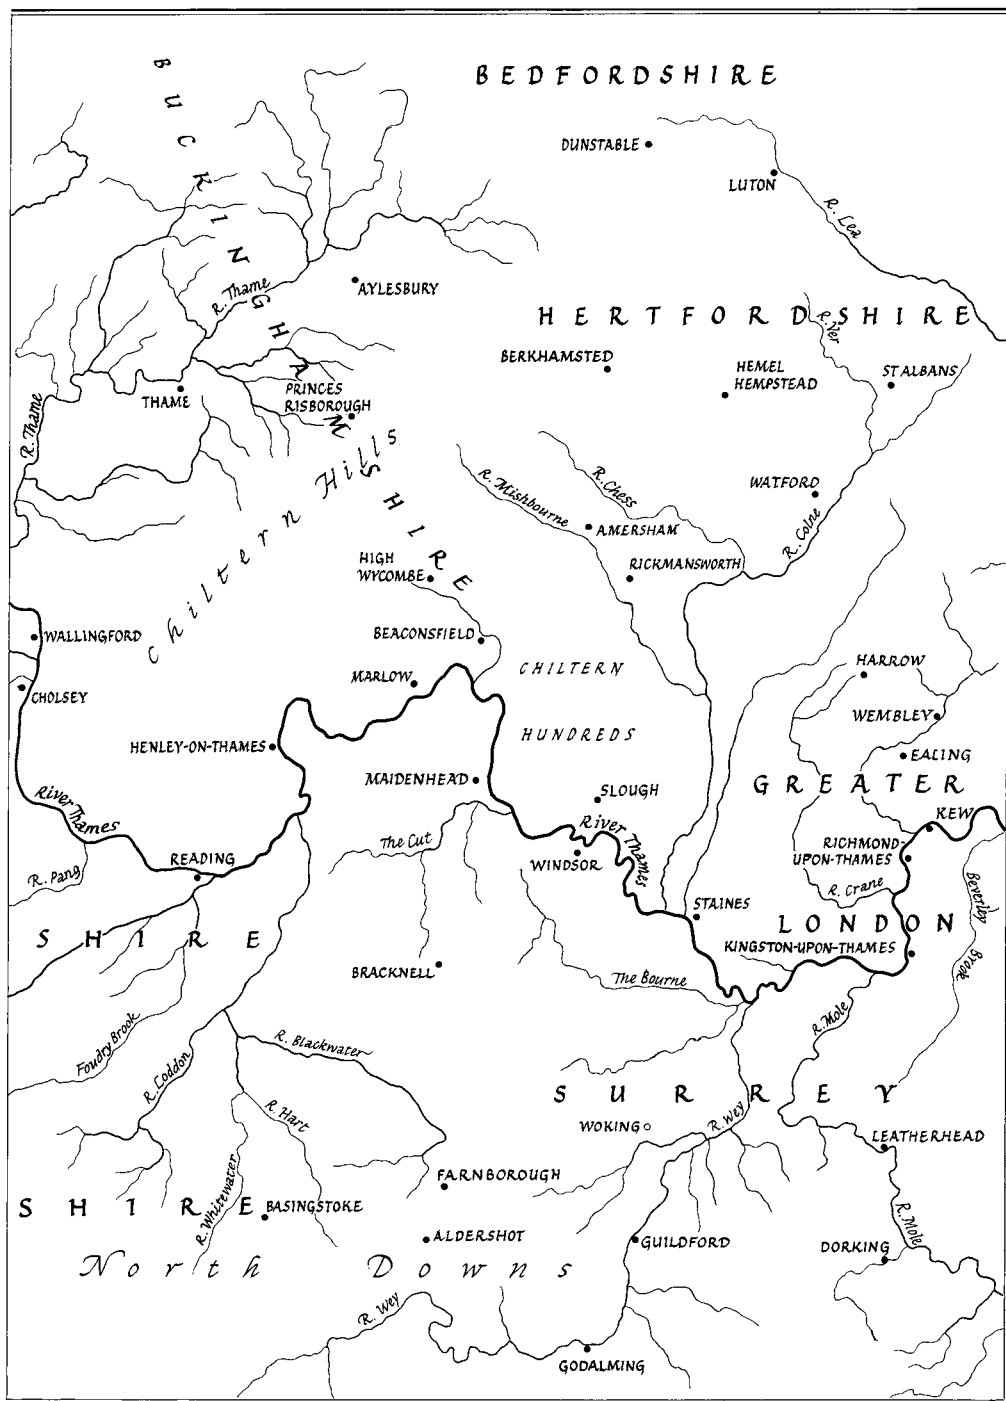 BEDFORDSHIRE
BUCKINGHAMSHIRE
DUNSTABLE
LUTON
R. Lea
R. Thame
AYLESBURY
HERTFORDSHIRE
R. Ver
BERKHAMSTED
HEMEL
HEMPSTEAD
ST ALBANS
THAME
PRINCES
RISBOROUGH
R. Thame
Chiltern Hills
R. Mishbourne
R. Chess
WATFORD
AMERSHAM
R. Colne
HIGH
WYCOMBE
RICKMANSWORTH
WALLINGFORD
BEACONSFIELD
CHILTERN
HARROW
CHOLSEY
MARLOW
WEMBLEY
HENLEY-ON-THAMES
HUNDREDS
EALING
MAIDENHEAD
SLOUGH
GREATER
River Thames
KEW
The Cut
River Thames
READING
WINDSOR
RICHMOND-
UPON-THAMES
R. Pang
R. Crane
Beverley
Brook
STAINES
SHIRE
LONDON
KINGSTON-UPON-THAMES
BRACKNELL
The Bourne
R. Mole
Foudry Brook
R. Loddon
R. Blackwater
SURREY
R. Hart
WOKING
R. Wey
LEATHERHEAD
FARNBOROUGH
SHIRE
R. Whitewater
BASINGSTOKE
ALDERSHOT
GUILDFORD
R. Mole
DORKING
North Downs
R. Wey
GODALMING